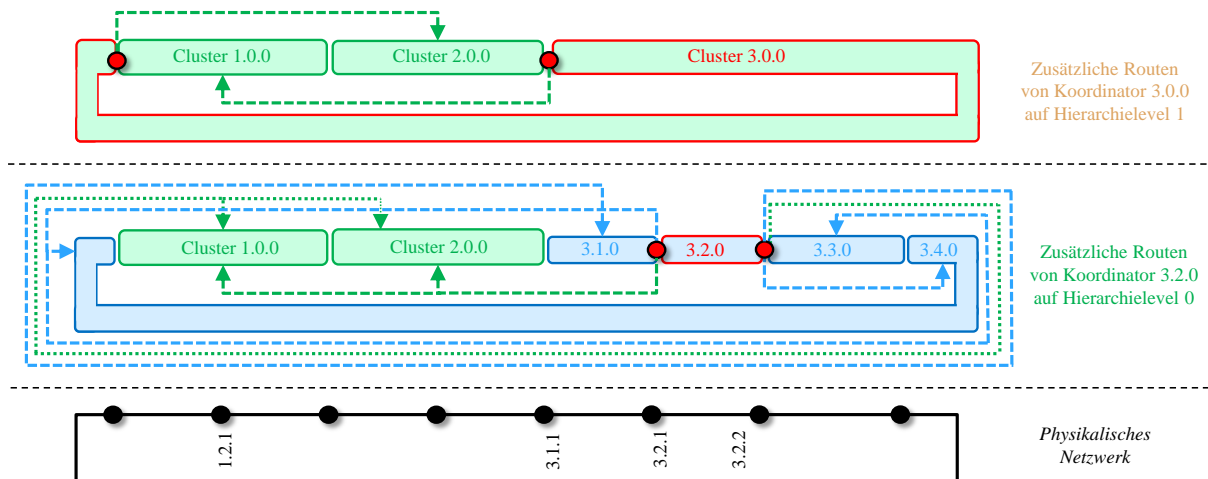 Cluster 1.0.0
Cluster 2.0.0
Cluster 3.0.0
Zusätzliche Routen
von Koordinator 3.0.0
auf Hierarchielevel 1
Cluster 1.0.0
Cluster 2.0.0
3.1.0
3.2.0
3.3.0
3.4.0
Zusätzliche Routen
von Koordinator 3.2.0
auf Hierarchielevel 0
1.2.1
3.1.1
3.2.1
3.2.2
Physikalisches
Netzwerk